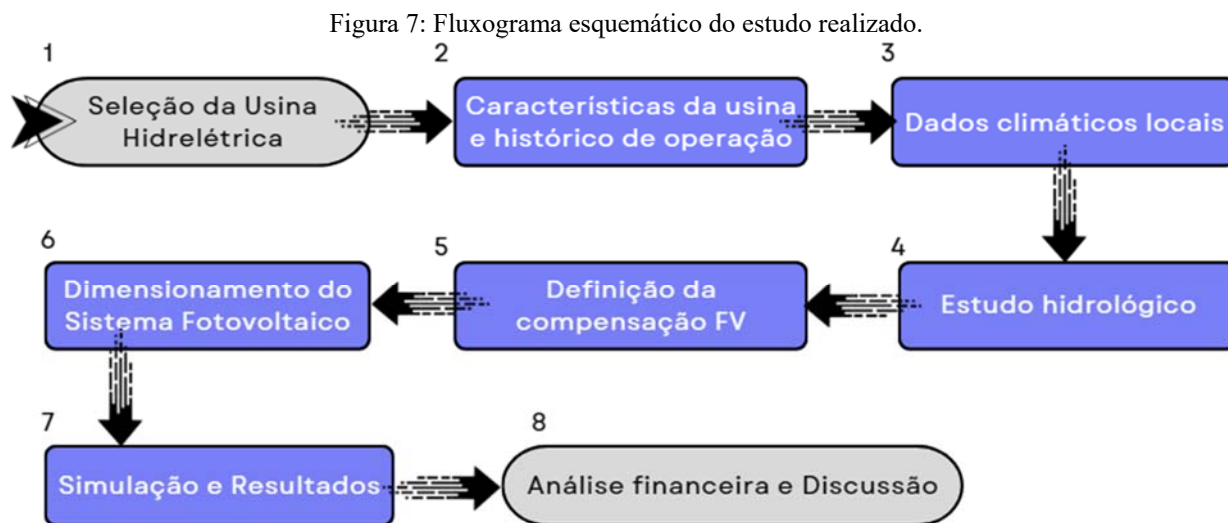 Figura 7: Fluxograma esquemático do estudo realizado.
1
Seleção da Usina
Hidrelétrica
2
Características da usina
e histórico de operação
3
Dados climáticos locais
4
Estudo hidrológico
5
Definição da
compensação FV
6
Dimensionamento do
Sistema Fotovoltaico
7
Simulação e Resultados
8
Análise financeira e Discussão